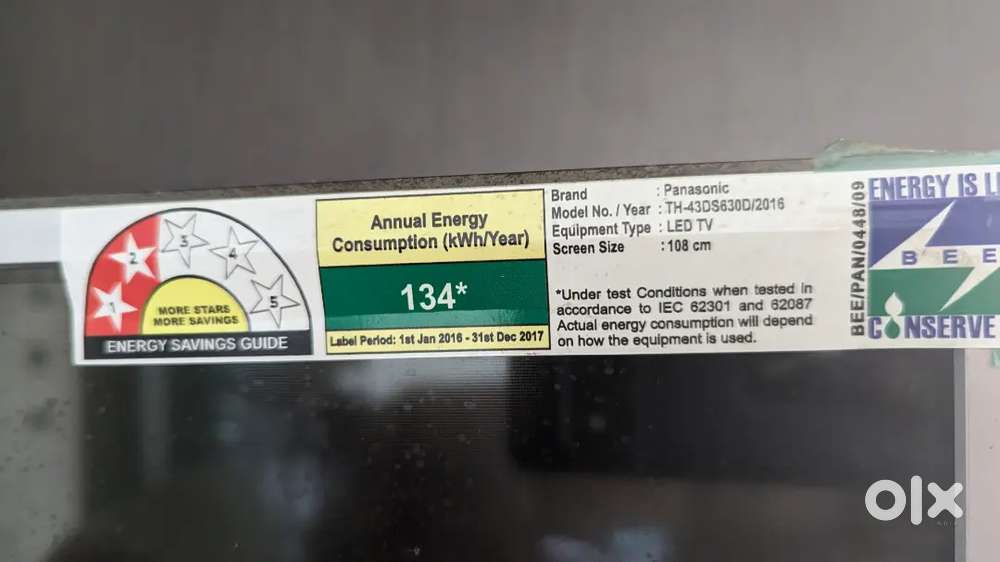 1
2
3
4
5
MORE STARS
MORE SAVINGS
ENERGY SAVINGS GUIDE
Annual Energy
Consumption (kWh/Year)
134*
Label Period: 1st Jan 2016 - 31st Dec 2017
Brand : Panasonic
Model No. / Year : TH-43DS630D/2016
Equipment Type : LED TV
Screen Size : 108 cm
*Under test Conditions when tested in
accordance to IEC 62301 and 62087
Actual energy consumption will depend
on how the equipment is used.
BEE/PAN/0448/09
ENERGY IS
B E E
CONSERVE
olx
INDIA